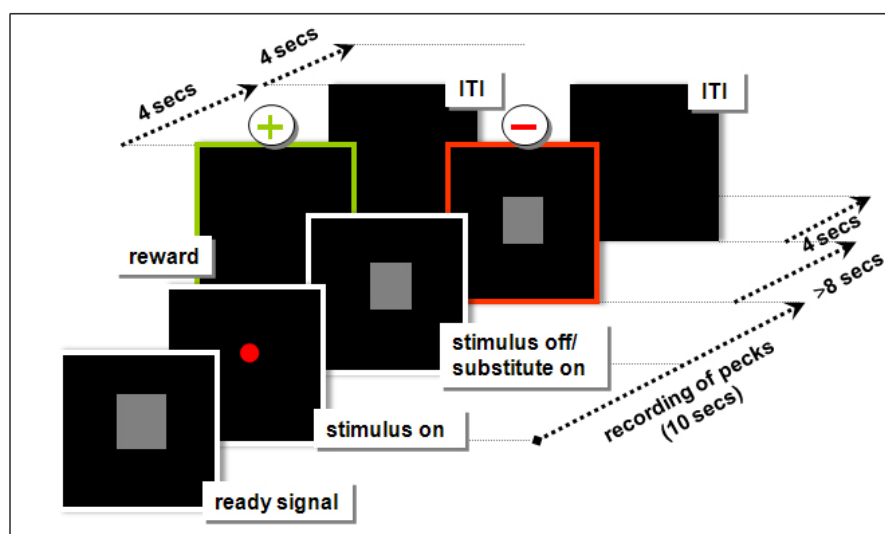 4 secs
4 secs
ITI
ITI
+
−
reward
4 secs
>8 secs
stimulus off/
substitute on
recording of pecks
(10 secs)
stimulus on
ready signal